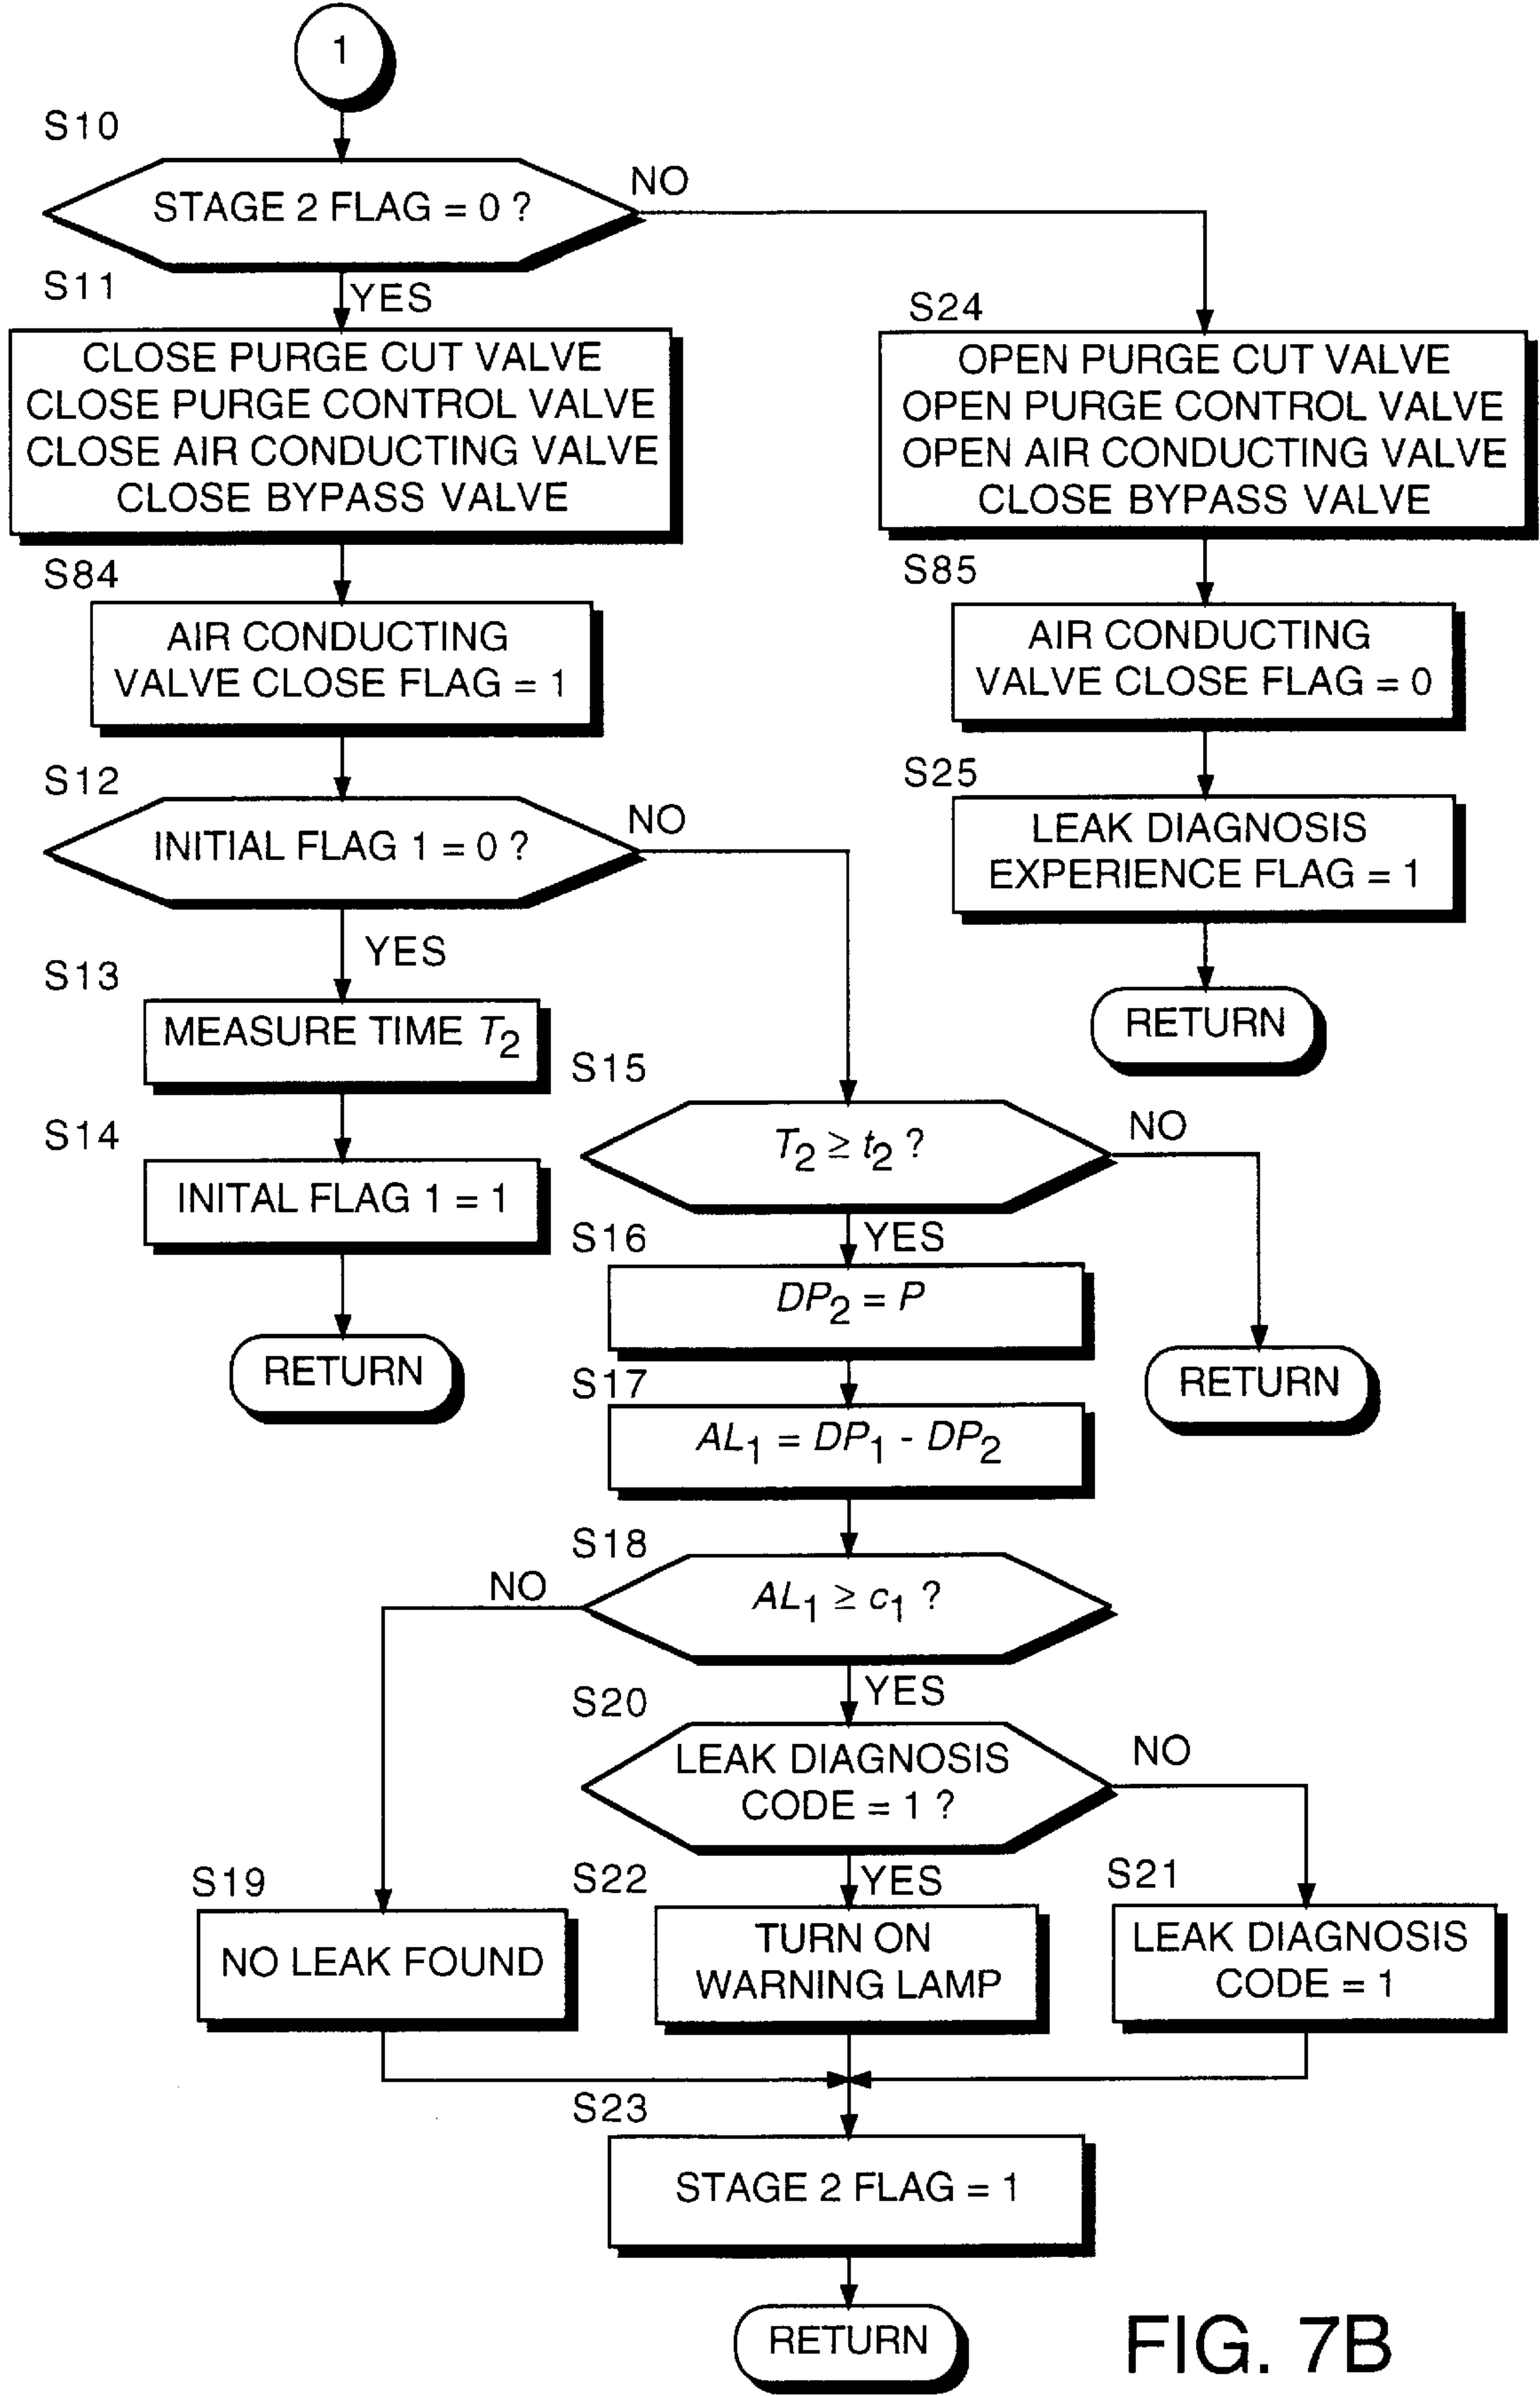 1
S10
STAGE 2 FLAG = 0 ?
NO
S11
YES
CLOSE PURGE CUT VALVE
CLOSE PURGE CONTROL VALVE
CLOSE AIR CONDUCTING VALVE
CLOSE BYPASS VALVE
S24
OPEN PURGE CUT VALVE
OPEN PURGE CONTROL VALVE
OPEN AIR CONDUCTING VALVE
CLOSE BYPASS VALVE
S84
AIR CONDUCTING
VALVE CLOSE FLAG = 1
S85
AIR CONDUCTING
VALVE CLOSE FLAG = 0
S12
INITIAL FLAG 1 = 0 ?
NO
YES
S25
LEAK DIAGNOSIS
EXPERIENCE FLAG = 1
RETURN
S13
MEASURE TIME T2
S14
INITAL FLAG 1 = 1
RETURN
S15
T2 ≥ t2 ?
NO
RETURN
YES
S16
DP2 = P
S17
AL1 = DP1 - DP2
S18
AL1 ≥ c1 ?
NO
YES
S20
LEAK DIAGNOSIS
CODE = 1 ?
NO
YES
S19
NO LEAK FOUND
S22
TURN ON
WARNING LAMP
S21
LEAK DIAGNOSIS
CODE = 1
S23
STAGE 2 FLAG = 1
RETURN
FIG. 7B